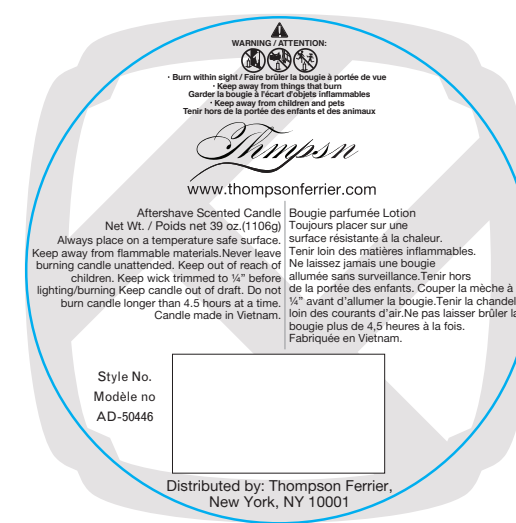 WARNING / ATTENTION:
· Burn within sight / Faire brûler la bougie à portée de vue
· Keep away from things that burn
Garder la bougie à l'écart d'objets inflammables
· Keep away from children and pets
Tenir hors de la portée des enfants et des animaux
Thmpsn
www.thompsonferrier.com
Aftershave Scented Candle
Net Wt. / Poids net 39 oz.(1106g)
Always place on a temperature safe surface.
Keep away from flammable materials.Never leave
burning candle unattended. Keep out of reach of
children. Keep wick trimmed to ¼" before
lighting/burning Keep candle out of draft. Do not
burn candle longer than 4.5 hours at a time.
Candle made in Vietnam.
Bougie parfumée Lotion
Toujours placer sur une
surface résistante à la chaleur.
Tenir loin des matières inflammables.
Ne laissez jamais une bougie
allumée sans surveillance.Tenir hors
de la portée des enfants. Couper la mèche à
¼" avant d'allumer la bougie.Tenir la chandel
loin des courants d'air.Ne pas laisser brûler la
bougie plus de 4,5 heures à la fois.
Fabriquée en Vietnam.
Style No.
Modèle no
AD-50446
Distributed by: Thompson Ferrier,
New York, NY 10001